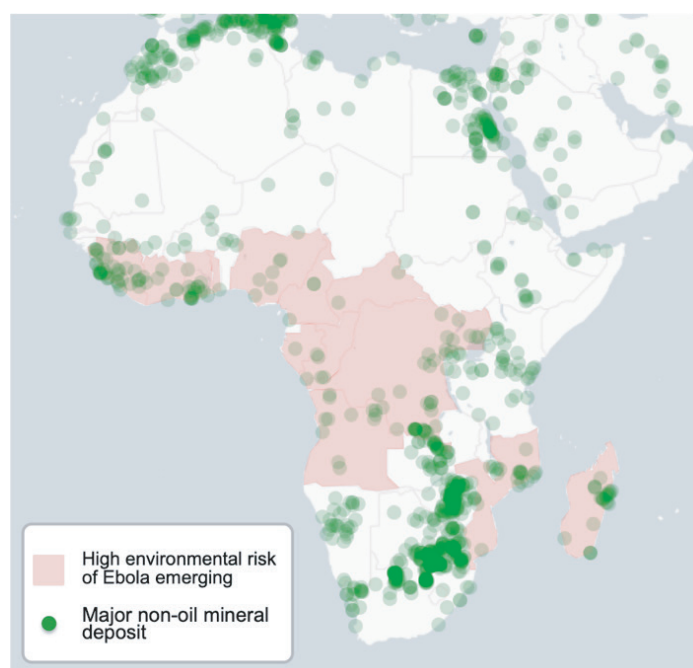 High environmental risk
of Ebola emerging
Major non-oil mineral
deposit